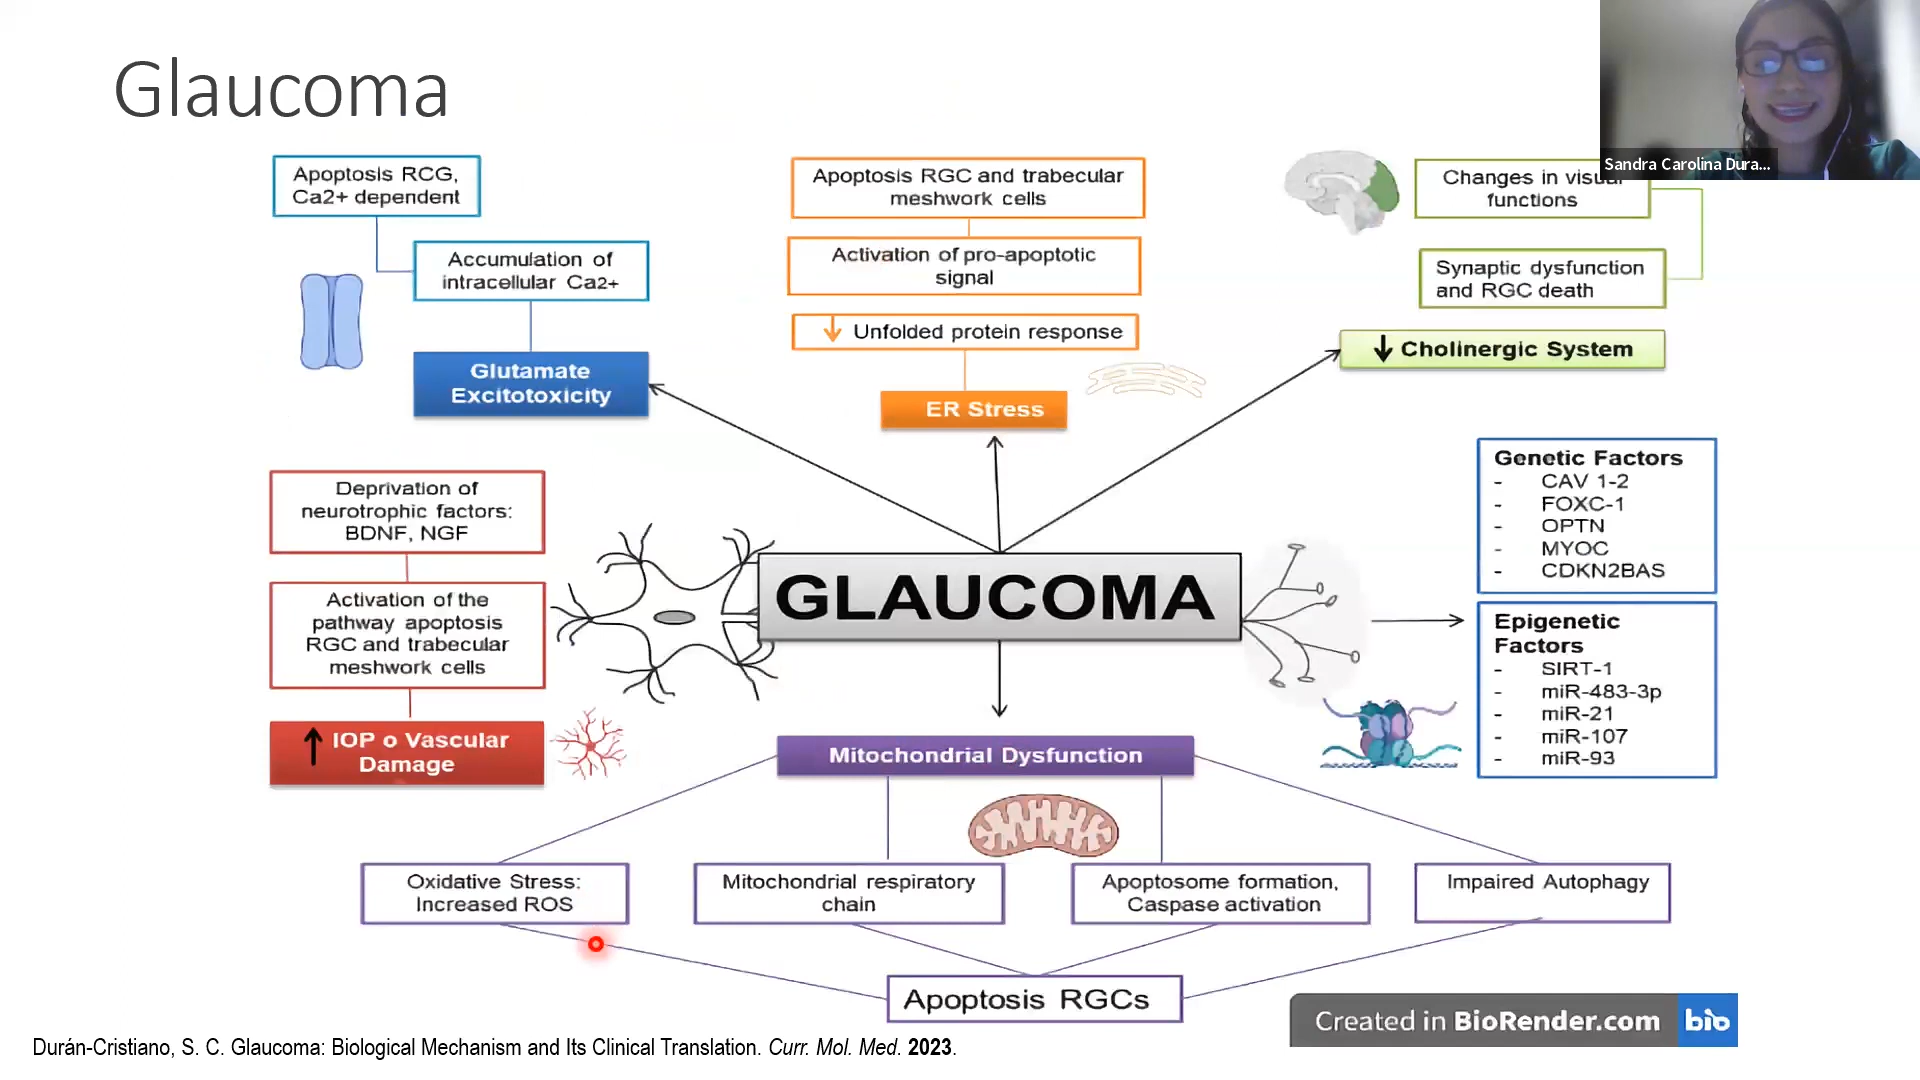 Glaucoma
Sandra Carolina Dura...
Apoptosis RCG,
Ca2+ dependent
Accumulation of
intracellular Ca2+
Glutamate
Excitotoxicity
Apoptosis RGC and trabecular
meshwork cells
Activation of pro-apoptotic
signal
↓ Unfolded protein response
ER Stress
Changes in visual
functions
Synaptic dysfunction
and RGC death
↓ Cholinergic System
Deprivation of
neurotrophic factors:
BDNF, NGF
Activation of the
pathway apoptosis
RGC and trabecular
meshwork cells
↑ IOP o Vascular
Damage
GLAUCOMA
Genetic Factors
- CAV 1-2
- FOXC-1
- OPTN
- MYOC
- CDKN2BAS
Epigenetic
Factors
- SIRT-1
- miR-483-3p
- miR-21
- miR-107
- miR-93
Mitochondrial Dysfunction
Oxidative Stress:
Increased ROS
Mitochondrial respiratory
chain
Apoptosome formation,
Caspase activation
Impaired Autophagy
Apoptosis RGCs
Created in BioRender.com bio
Durán-Cristiano, S. C. Glaucoma: Biological Mechanism and Its Clinical Translation. Curr. Mol. Med. 2023.